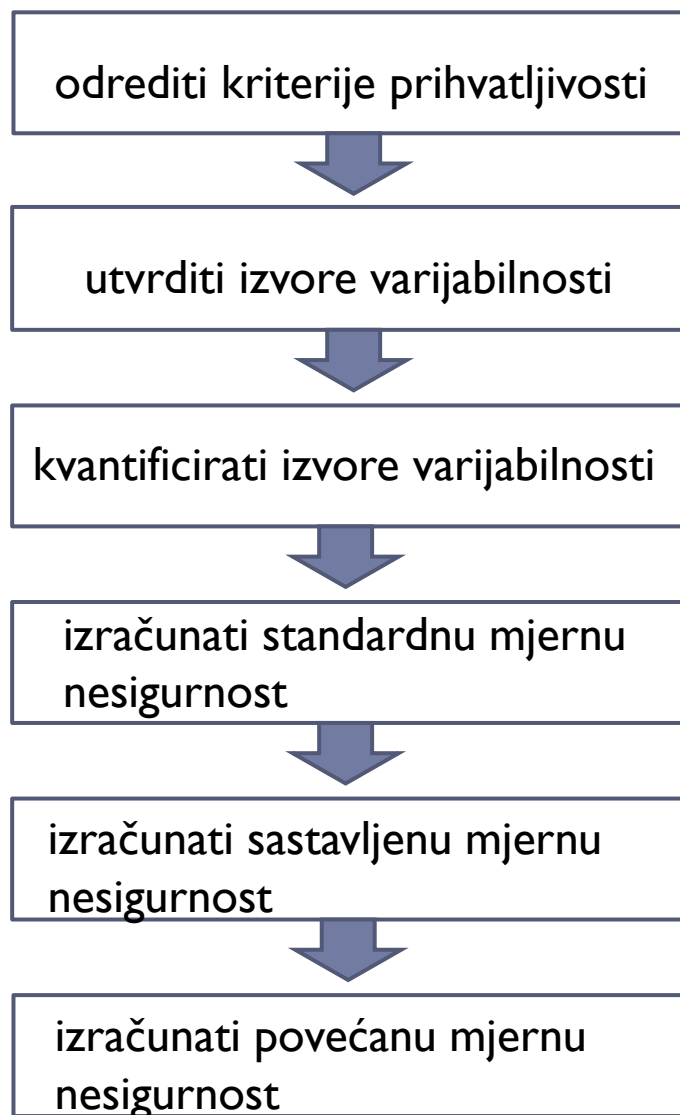 odrediti kriterije prihvatljivosti
utvrditi izvore varijabilnosti
kvantificirati izvore varijabilnosti
izračunati standardnu mjernu
nesigurnost
izračunati sastavljenu mjernu
nesigurnost
izračunati povećanu mjernu
nesigurnost